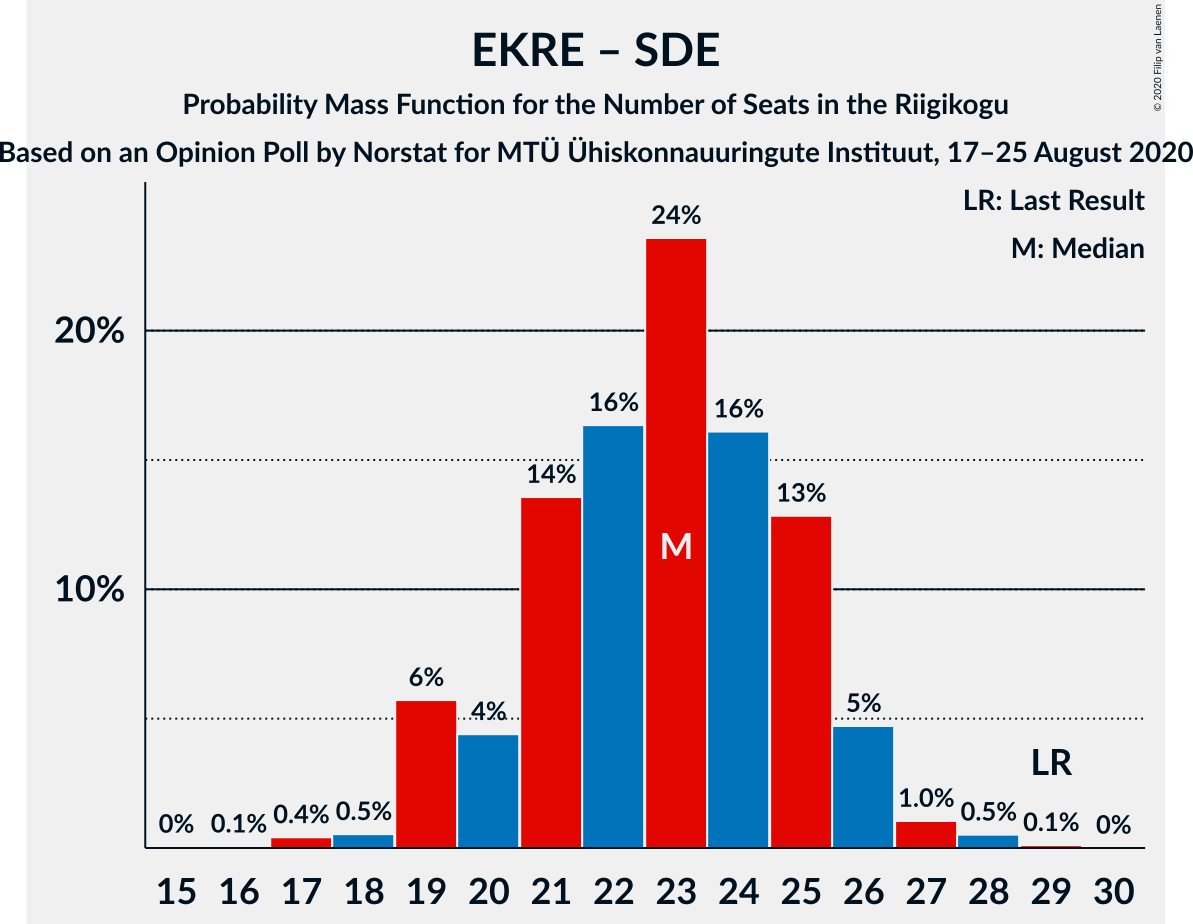 EKRE – SDE
Probability Mass Function for the Number of Seats in the Riigikogu
Based on an Opinion Poll by Norstat for MTÜ Ühiskonnauuringute Instituut, 17–25 August 2020
© 2020 Filip van Laenen
LR: Last Result
M: Median
20%
10%
0%
0.1%
0.4%
0.5%
6%
4%
14%
16%
24%
16%
13%
5%
1.0%
0.5%
0.1%
0%
M
LR
15 16 17 18 19 20 21 22 23 24 25 26 27 28 29 30